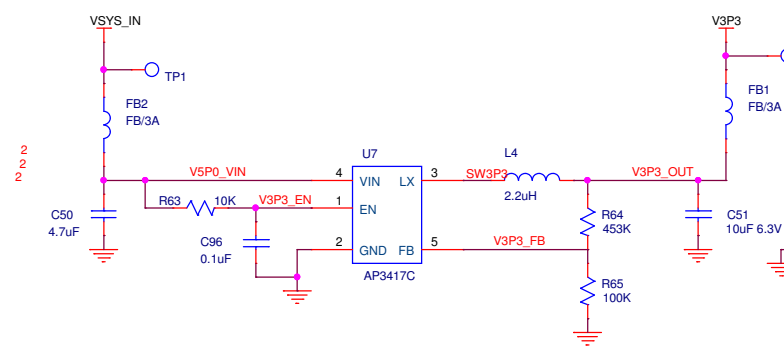 VSYS_IN
V3P3
TP1
FB2
FB/3A
FB1
FB/3A
2
2
2
U7
L4
V5P0_VIN
4
VIN
LX
3
SW3P3
2.2uH
V3P3_OUT
R63
10K
V3P3_EN
1
EN
C50
4.7uF
R64
453K
C51
10uF 6.3V
C96
0.1uF
2
GND
FB
5
V3P3_FB
AP3417C
R65
100K